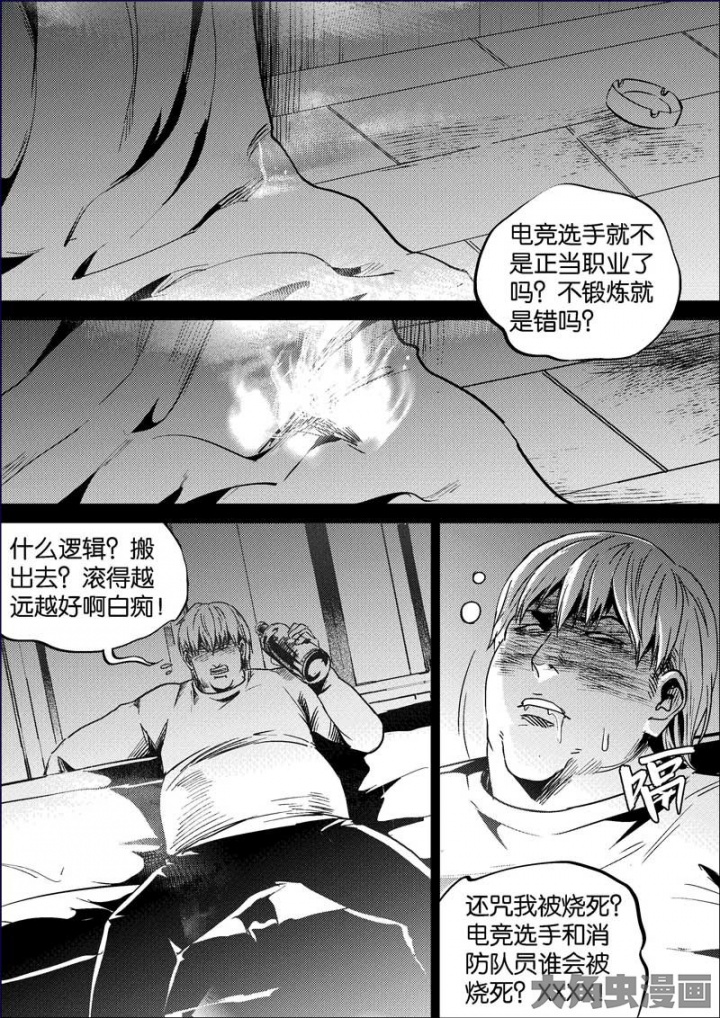 电竞选手就不
是正当职业了
吗？不锻炼就
是错吗？
什么逻辑？搬
出去？滚得越
远越好啊白痴！
嗝
还咒我被烧死？
电竞选手和消
防队员谁会被
烧死？XXXX！
大角虫漫画